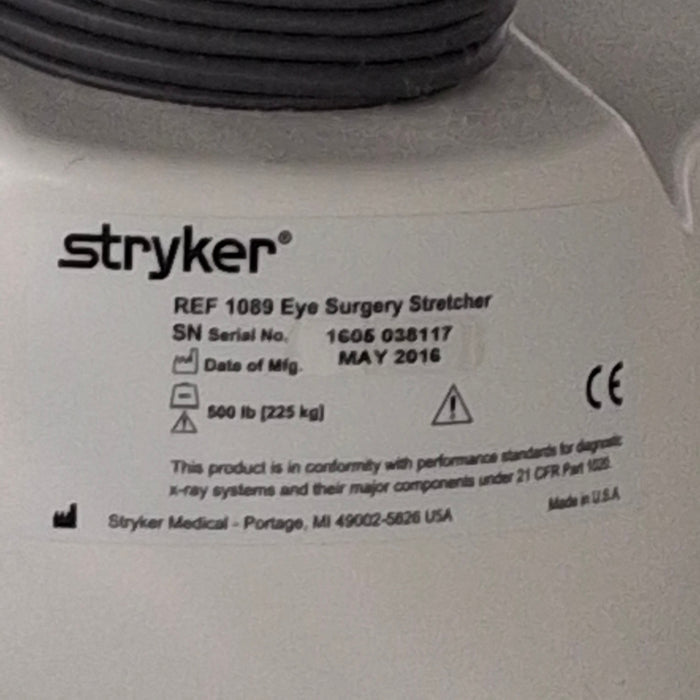 stryker®
REF 1089 Eye Surgery Stretcher
SN Serial No. 1605 038117
Date of Mfg. MAY 2016
500 lb [225 kg]
CE
This product is in conformity with performance standards for diagnostic
x-ray systems and their major components under 21 CFR Part 1020.
Made in U.S.A
Stryker Medical - Portage, MI 49002-5826 USA